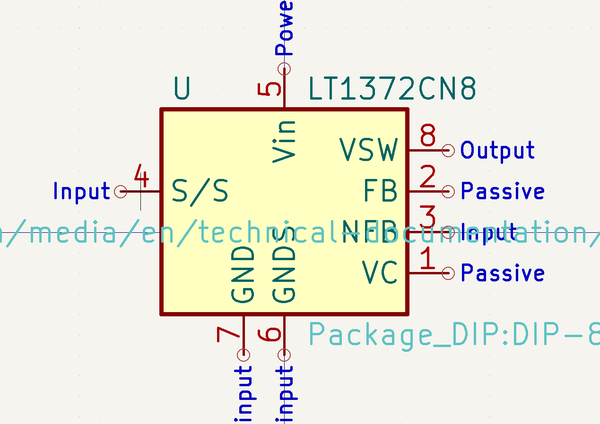 Powe
5
U
LT1372CN8
Vin
VSW
8
Output
4
Input
S/S
FB
2
Passive
/media/en/technical-documentation/
NFB
3
Input
VC
1
Passive
GND
GNDS
7
6
Package_DIP:DIP-8
input
input